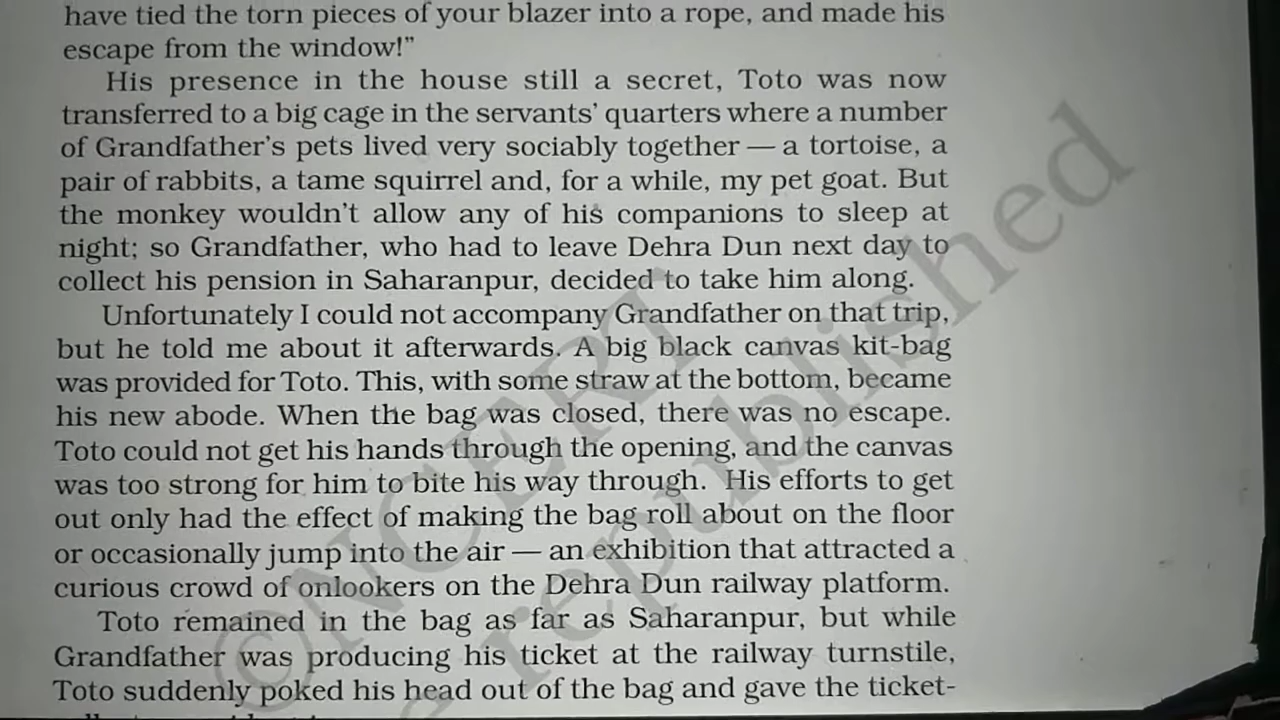 have tied the torn pieces of your blazer into a rope, and made his
escape from the window!”
His presence in the house still a secret, Toto was now
transferred to a big cage in the servants’ quarters where a number
of Grandfather’s pets lived very sociably together — a tortoise, a
pair of rabbits, a tame squirrel and, for a while, my pet goat. But
the monkey wouldn’t allow any of his companions to sleep at
night; so Grandfather, who had to leave Dehra Dun next day to
collect his pension in Saharanpur, decided to take him along.
Unfortunately I could not accompany Grandfather on that trip,
but he told me about it afterwards. A big black canvas kit-bag
was provided for Toto. This, with some straw at the bottom, became
his new abode. When the bag was closed, there was no escape.
Toto could not get his hands through the opening, and the canvas
was too strong for him to bite his way through. His efforts to get
out only had the effect of making the bag roll about on the floor
or occasionally jump into the air — an exhibition that attracted a
curious crowd of onlookers on the Dehra Dun railway platform.
Toto remained in the bag as far as Saharanpur, but while
Grandfather was producing his ticket at the railway turnstile,
Toto suddenly poked his head out of the bag and gave the ticket-
©NCERT
republished